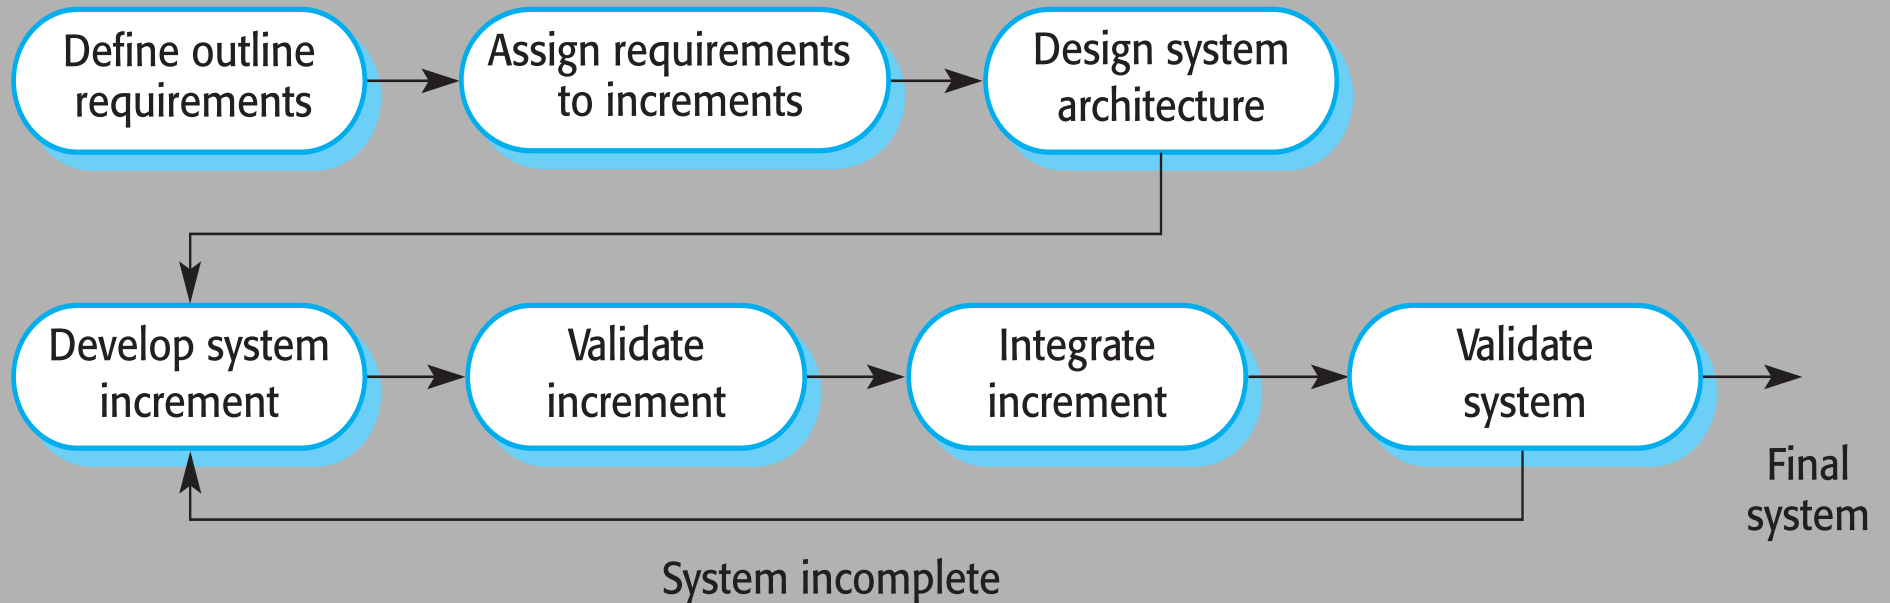 Define outline
requirements
Assign requirements
to increments
Design system
architecture
Develop system
increment
Validate
increment
Integrate
increment
Validate
system
Final
system
System incomplete